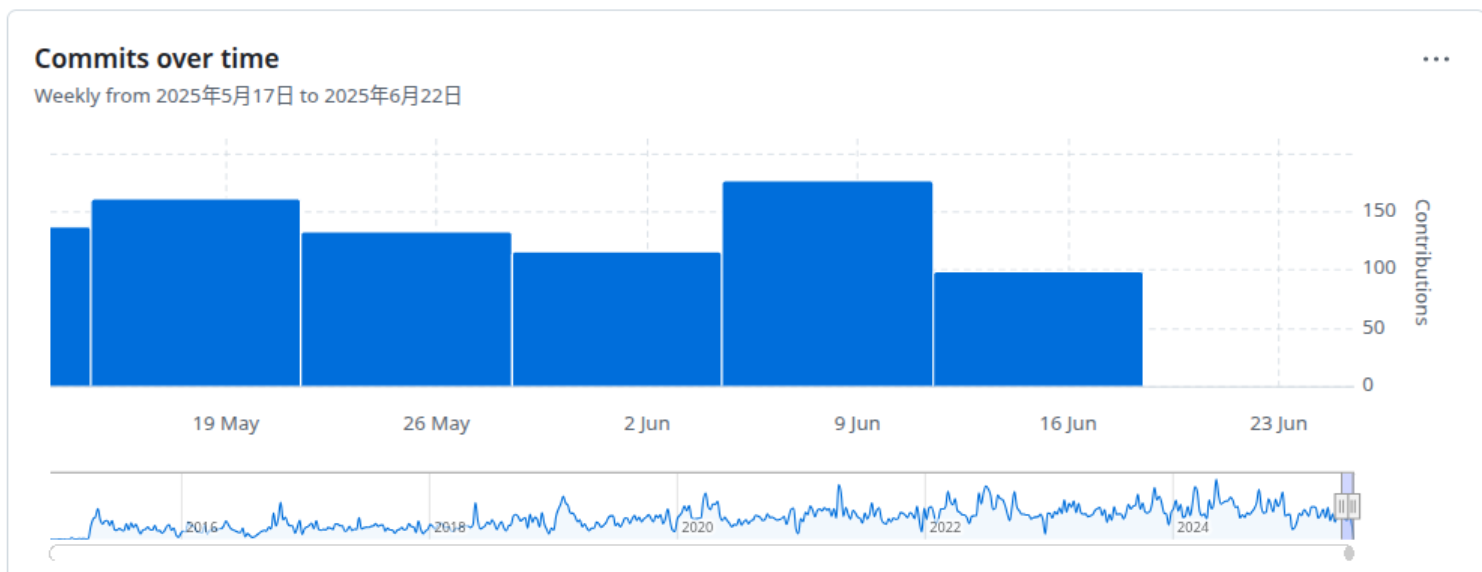 Commits over time
Weekly from 2025年5月17日 to 2025年6月22日
150
100
50
0
Contributions
19 May 26 May 2 Jun 9 Jun 16 Jun 23 Jun
2016 2018 2020 2022 2024